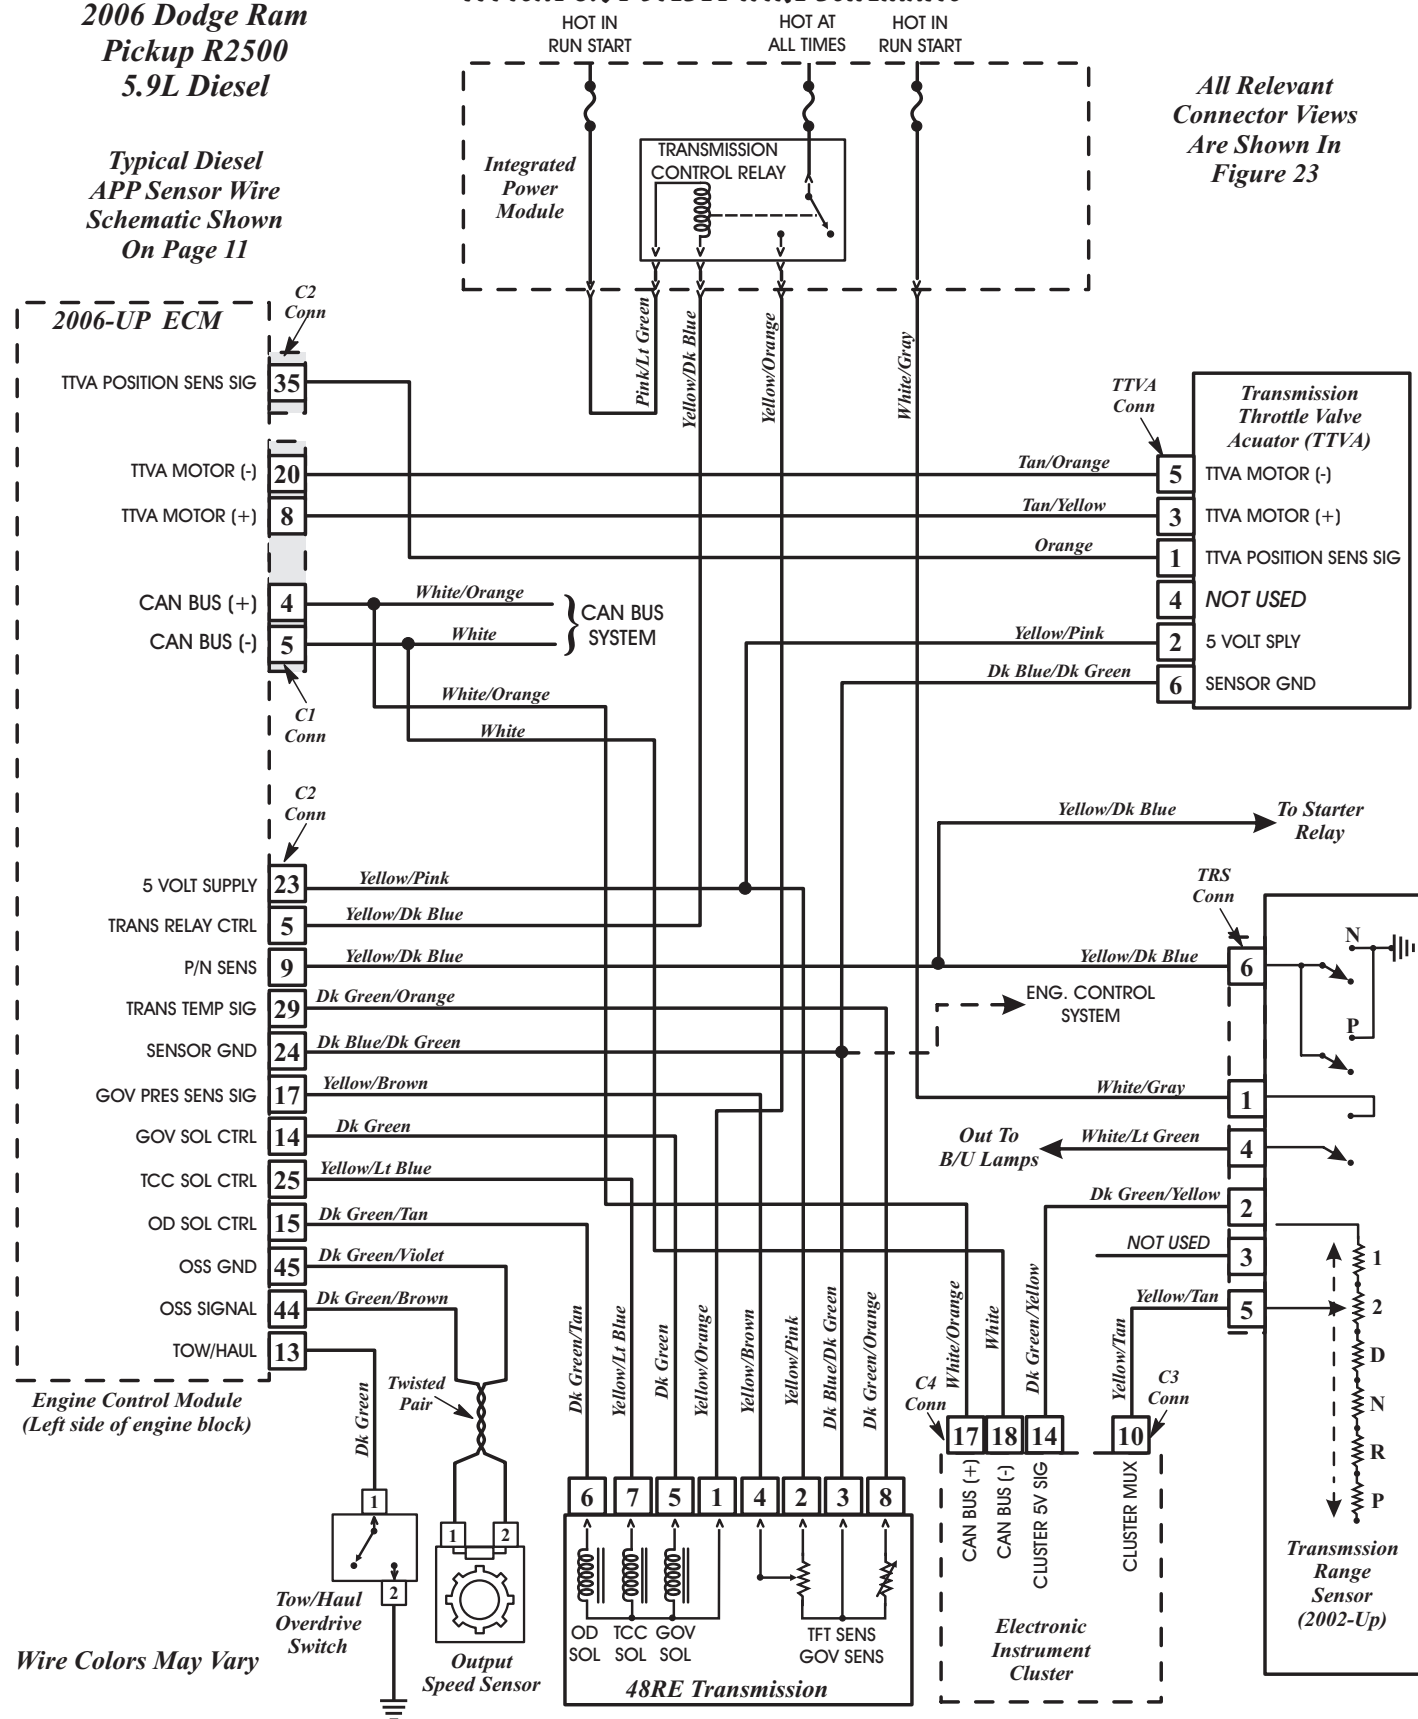 2006 Dodge Ram
Pickup R2500
5.9L Diesel
Typical Diesel
APP Sensor Wire
Schematic Shown
On Page 11
HOT IN
RUN START
HOT AT
ALL TIMES
HOT IN
RUN START
All Relevant
Connector Views
Are Shown In
Figure 23
Integrated
Power
Module
TRANSMISSION
CONTROL RELAY
Pink/Lt Green
Yellow/Dk Blue
Yellow/Orange
White/Gray
2006-UP ECM
C2
Conn
TTVA POSITION SENS SIG 35
TTVA MOTOR (-) 20
TTVA MOTOR (+) 8
CAN BUS (+) 4
CAN BUS (-) 5
C1
Conn
White/Orange
White
CAN BUS
SYSTEM
White/Orange
White
TTVA
Conn
Transmission
Throttle Valve
Acuator (TTVA)
Tan/Orange 5 TTVA MOTOR (-)
Tan/Yellow 3 TTVA MOTOR (+)
Orange 1 TTVA POSITION SENS SIG
4 NOT USED
Yellow/Pink 2 5 VOLT SPLY
Dk Blue/Dk Green 6 SENSOR GND
C2
Conn
5 VOLT SUPPLY 23 Yellow/Pink
TRANS RELAY CTRL 5 Yellow/Dk Blue
P/N SENS 9 Yellow/Dk Blue
TRANS TEMP SIG 29 Dk Green/Orange
SENSOR GND 24 Dk Blue/Dk Green
GOV PRES SENS SIG 17 Yellow/Brown
GOV SOL CTRL 14 Dk Green
TCC SOL CTRL 25 Yellow/Lt Blue
OD SOL CTRL 15 Dk Green/Tan
OSS GND 45 Dk Green/Violet
OSS SIGNAL 44 Dk Green/Brown
TOW/HAUL 13
Engine Control Module
(Left side of engine block)
Yellow/Dk Blue
To Starter
Relay
TRS
Conn
Yellow/Dk Blue 6
N
P
ENG. CONTROL
SYSTEM
White/Gray 1
Out To
B/U Lamps
White/Lt Green 4
Dk Green/Yellow 2
NOT USED 3
Yellow/Tan 5
1
2
D
N
R
P
Transmssion
Range
Sensor
(2002-Up)
Dk Green
Twisted
Pair
1
2
Tow/Haul
Overdrive
Switch
1 2
Output
Speed Sensor
Wire Colors May Vary
Dk Green/Tan
Yellow/Lt Blue
Dk Green
Yellow/Orange
Yellow/Brown
Yellow/Pink
Dk Blue/Dk Green
Dk Green/Orange
6 7 5 1 4 2 3 8
OD
SOL
TCC
SOL
GOV
SOL
TFT SENS
GOV SENS
48RE Transmission
C4
Conn
White/Orange
White
Dk Green/Yellow
Yellow/Tan
C3
Conn
17 18 14 10
CAN BUS (+)
CAN BUS (-)
CLUSTER 5V SIG
CLUSTER MUX
Electronic
Instrument
Cluster